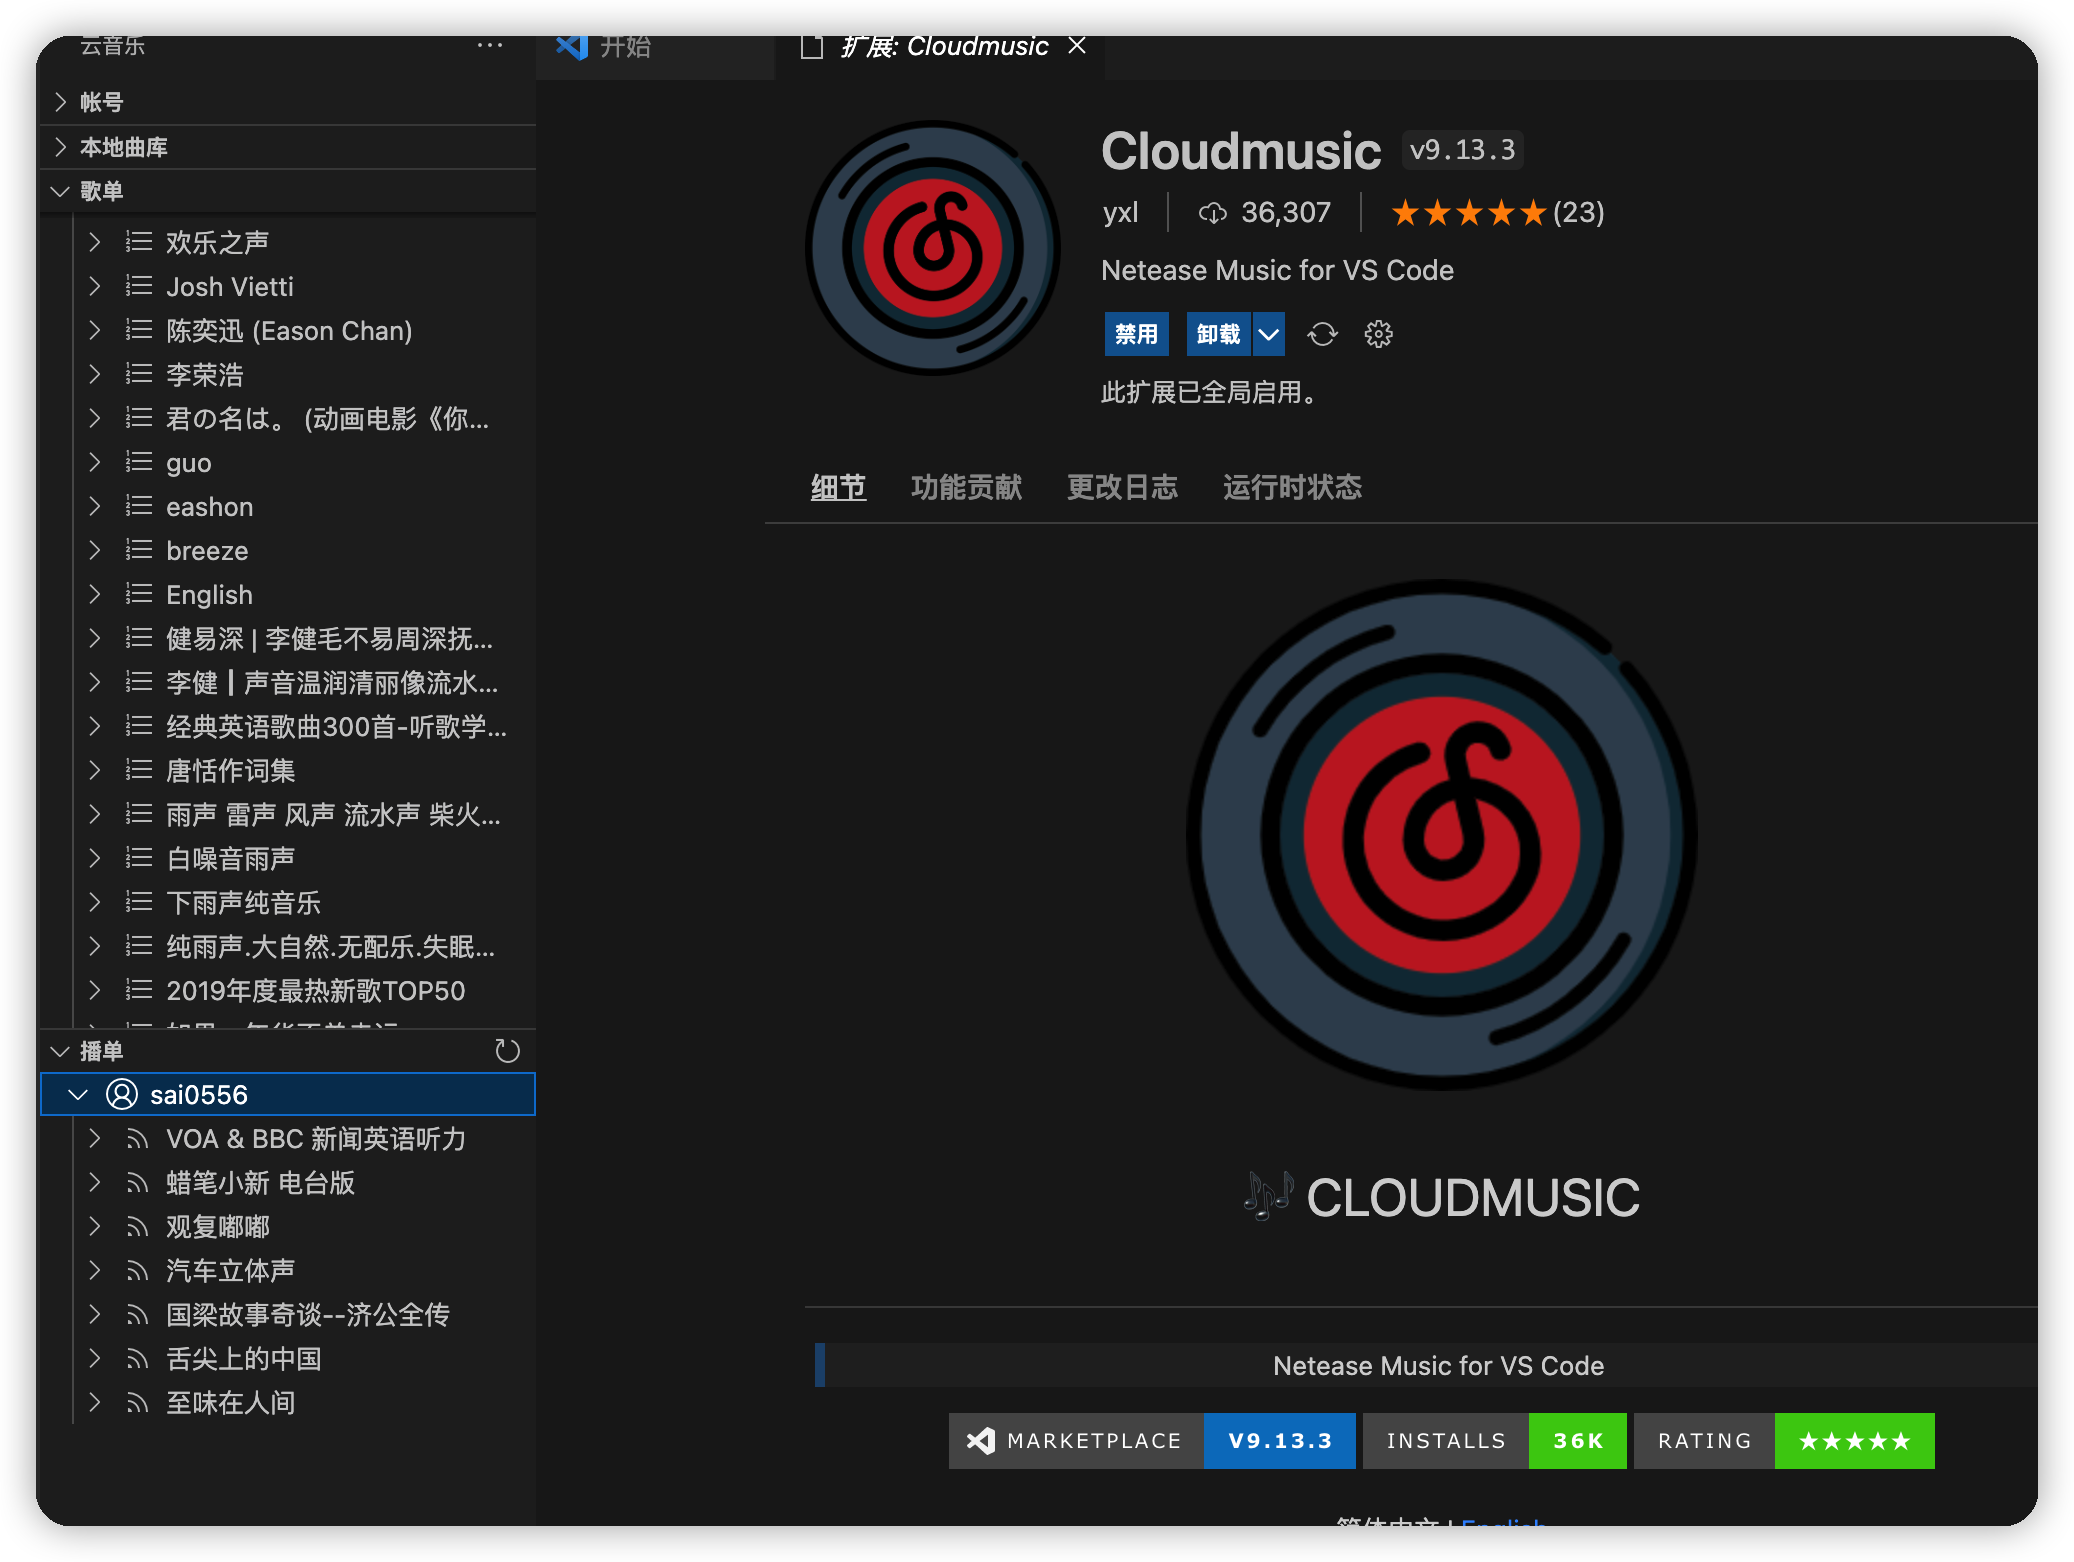 云音乐
帐号
本地曲库
歌单
欢乐之声
Josh Vietti
陈奕迅 (Eason Chan)
李荣浩
君の名は。 (动画电影《你...
guo
eashon
breeze
English
健易深 | 李健毛不易周深抚...
李健┃声音温润清丽像流水...
经典英语歌曲300首-听歌学...
唐恬作词集
雨声 雷声 风声 流水声 柴火...
白噪音雨声
下雨声纯音乐
纯雨声.大自然.无配乐.失眠...
2019年度最热新歌TOP50
播单
sai0556
VOA & BBC 新闻英语听力
蜡笔小新 电台版
观复嘟嘟
汽车立体声
国梁故事奇谈--济公全传
舌尖上的中国
至味在人间
开始
扩展: Cloudmusic
Cloudmusic v9.13.3
yxl 36,307 ★★★★★(23)
Netease Music for VS Code
禁用 卸载
此扩展已全局启用。
细节 功能贡献 更改日志 运行时状态
🎶 CLOUDMUSIC
Netease Music for VS Code
MARKETPLACE V9.13.3 INSTALLS 36K RATING ★★★★★
简体中文 | English